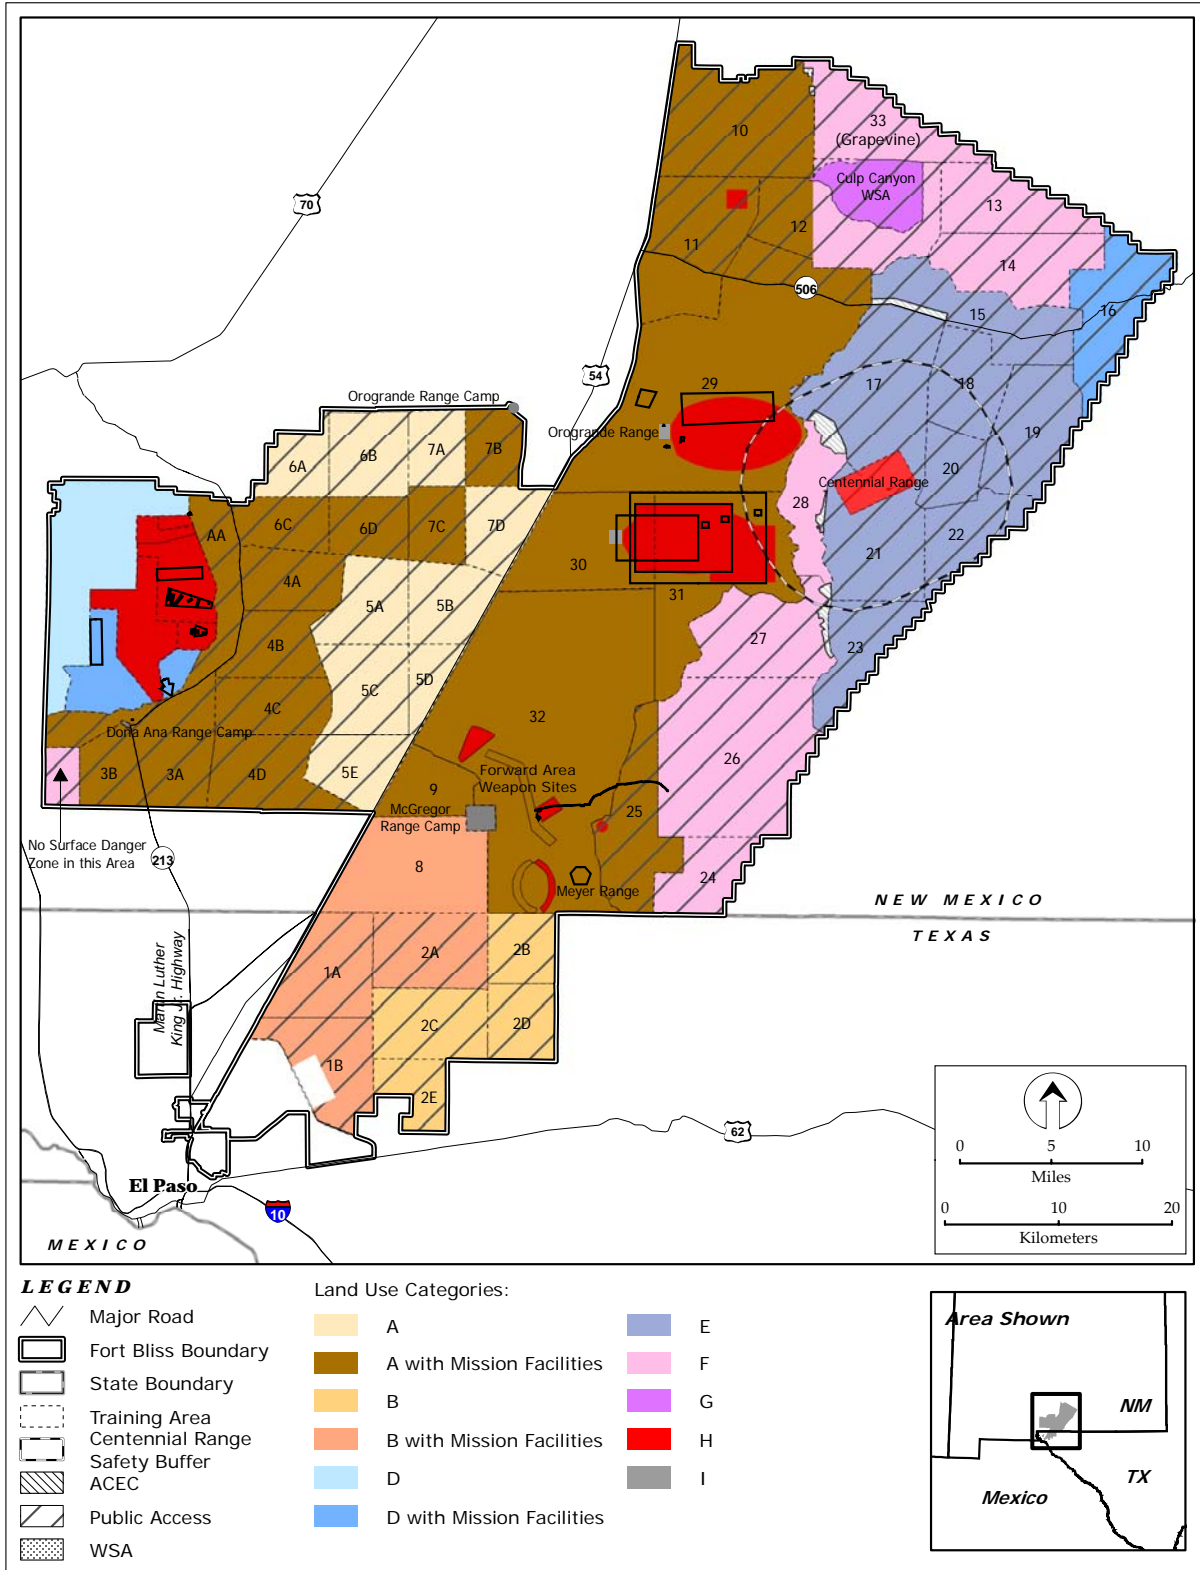 10
33
(Grapevine)
Culp Canyon
WSA
13
70
12
11
14
506
15
16
54
29
17
18
Orogrande Range Camp
19
Orogrande Range
7A
7B
6B
6A
20
Centennial Range
28
AA
6C
6D
7C
7D
22
21
30
4A
31
5A
5B
27
4B
23
5D
5C
4C
32
Dona Ana Range Camp
26
3B
3A
4D
5E
Forward Area
Weapon Sites
9
McGregor
Range Camp
25
No Surface Danger
Zone in this Area
213
8
24
Meyer Range
NEW MEXICO
TEXAS
2B
2A
1A
Martin Luther
King Jr. Highway
2C
2D
1B
2E
62
El Paso
10
MEXICO
0
5
10
Miles
0
10
20
Kilometers
LEGEND
Major Road
Fort Bliss Boundary
State Boundary
Training Area
Centennial Range
Safety Buffer
ACEC
Public Access
WSA
Land Use Categories:
A
A with Mission Facilities
B
B with Mission Facilities
D
D with Mission Facilities
E
F
G
H
I
Area Shown
NM
TX
Mexico